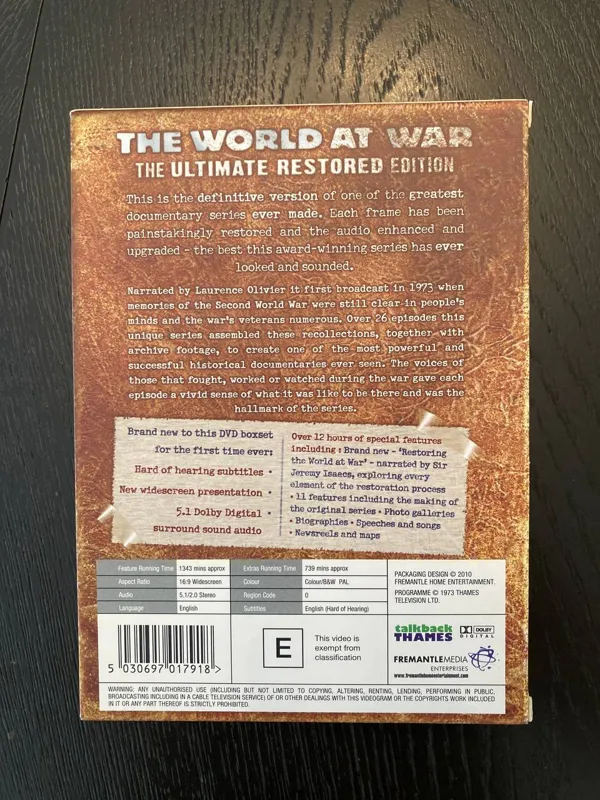 THE WORLD AT WAR
THE ULTIMATE RESTORED EDITION
This is the definitive version of one of the greatest
documentary series ever made. Each frame has been
painstakingly restored and the audio enhanced and
upgraded - the best this award-winning series has ever
looked and sounded.
Narrated by Laurence Olivier it first broadcast in 1973 when
memories of the Second World War were still clear in people's
minds and the war's veterans numerous. Over 26 episodes this
unique series assembled these recollections, together with
archive footage, to create one of the most powerful and
successful historical documentaries ever seen. The voices of
those that fought, worked or watched during the war gave each
episode a vivid sense of what it was like to be there and was the
hallmark of the series.
Brand new to this DVD boxset
for the first time ever:
Hard of hearing subtitles •
New widescreen presentation •
5.1 Dolby Digital •
surround sound audio
Over 12 hours of special features
including : Brand new - 'Restoring
the World at War' - narrated by Sir
Jeremy Isaacs, exploring every
element of the restoration process
• 11 features including the making of
the original series • Photo galleries
• Biographies • Speeches and songs
• Newsreels and maps
Feature Running Time 1343 mins approx Extras Running Time 739 mins approx
Aspect Ratio 16:9 Widescreen Colour Colour/B&W PAL
Audio 5.1/2.0 Stereo Region Code 0
Language English Subtitles English (Hard of Hearing)
PACKAGING DESIGN © 2010
FREMANTLE HOME ENTERTAINMENT.
PROGRAMME © 1973 THAMES
TELEVISION LTD.
5 030697 017918 >
E
This video is
exempt from
classification
talkback
THAMES
DOLBY
DIGITAL
FREMANTLEMEDIA
ENTERPRISES
www.fremantlehomeentertainment.com
WARNING: ANY UNAUTHORISED USE (INCLUDING BUT NOT LIMITED TO COPYING, ALTERING, RENTING, LENDING, PERFORMING IN PUBLIC,
BROADCASTING INCLUDING IN A CABLE TELEVISION SERVICE) OF OR OTHER DEALINGS WITH THIS VIDEOGRAM OR THE COPYRIGHTS WORK INCLUDED
IN IT OR ANY PART THEREOF IS STRICTLY PROHIBITED.